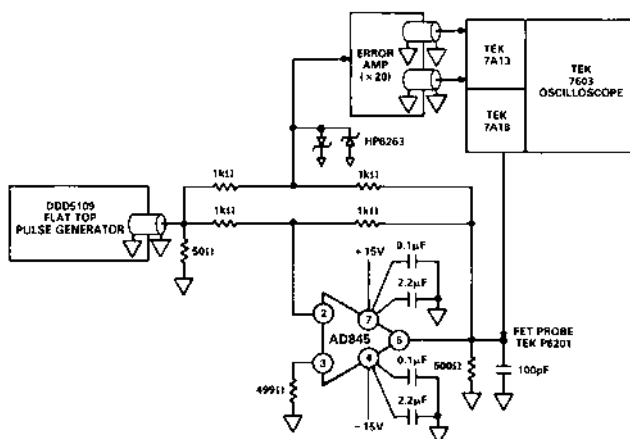 ERROR
AMP
(×20)
TEK
7A13
TEK
7603
OSCILLOSCOPE
TEK
7A18
HP6263
1kΩ
1kΩ
DDD5109
FLAT TOP
PULSE GENERATOR
1kΩ
1kΩ
50Ω
+15V
0.1µF
2.2µF
2
7
AD845
6
3
4
499Ω
0.1µF
2.2µF
-15V
500Ω
FET PROBE
TEK P6201
100pF